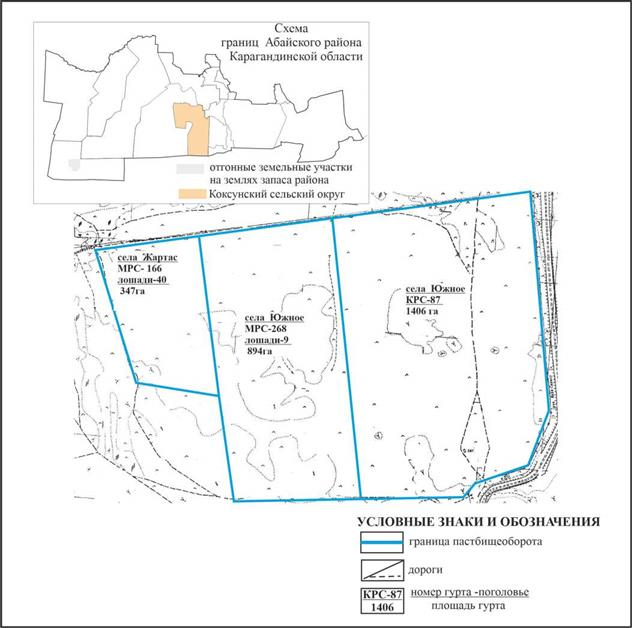 Схема
границ Абайского района
Карагандинской области
отгонные земельные участки
на землях запаса района
Коксунский сельский округ
села Жартас
МРС- 166
лошади-40
347га
села Южное
МРС-268
лошади-9
894га
села Южное
КРС-87
1406 га
УСЛОВНЫЕ ЗНАКИ И ОБОЗНАЧЕНИЯ
граница пастбищеоборота
дороги
КРС-87
1406
номер гурта -поголовье
площадь гурта